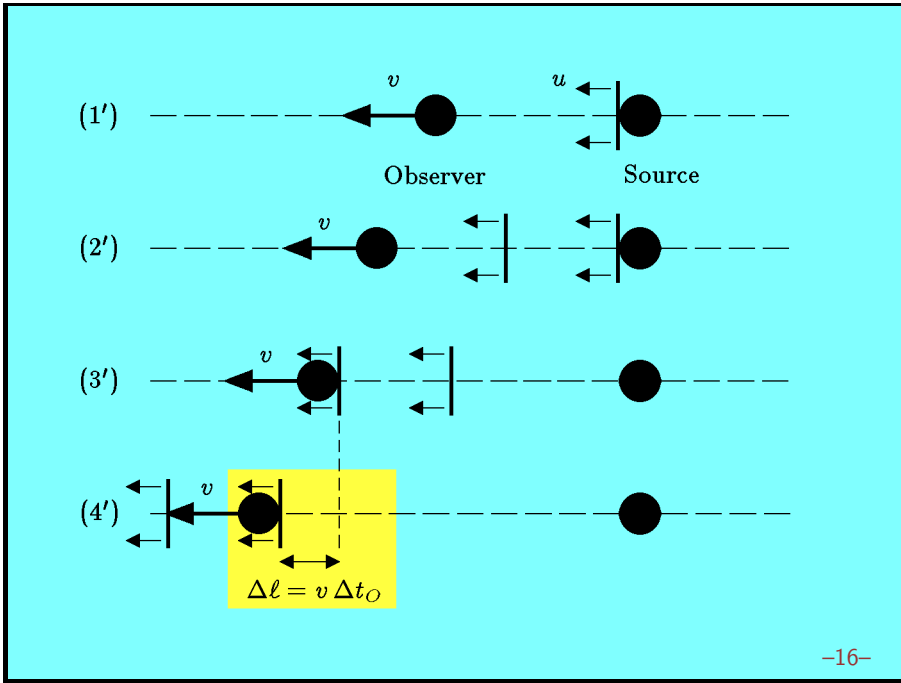 (1′) v u
Observer Source
(2′) v
(3′) v
(4′) v
Δℓ = v Δt_O
–16–